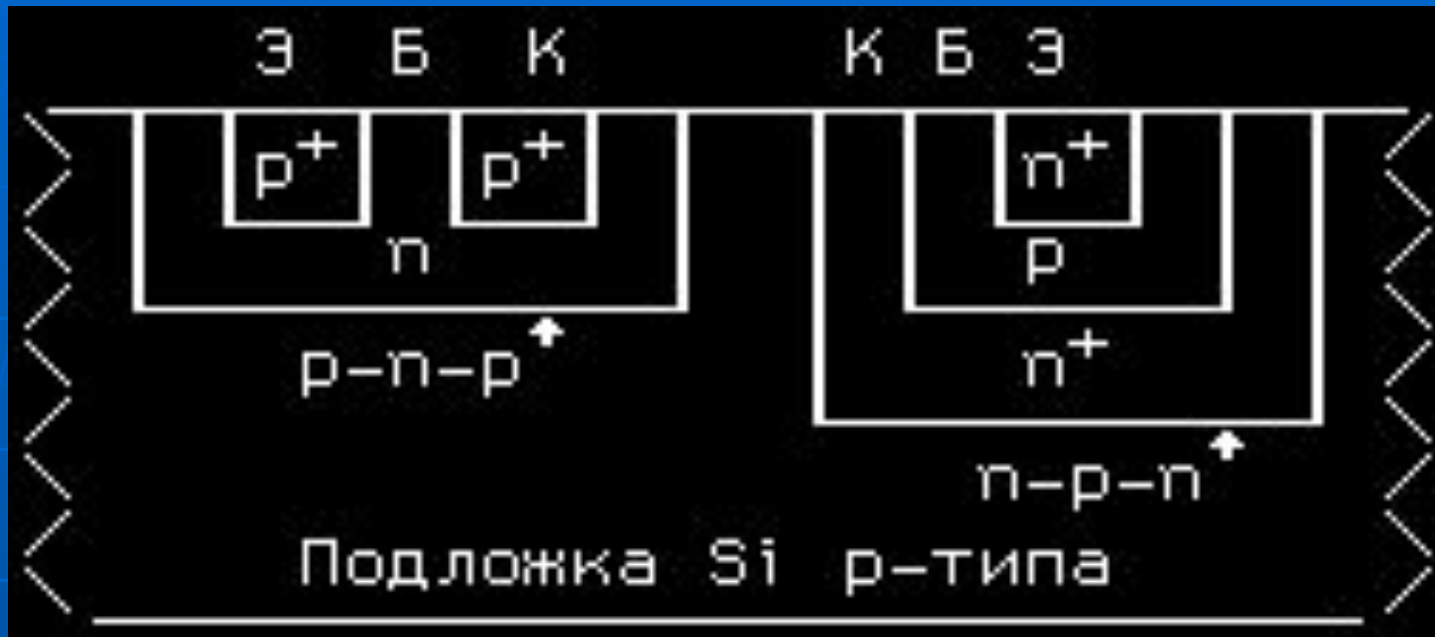 Э Б К К Б Э
p+ p+ n+
n p
p-n-p n+
n-p-n
Подложка Si p-типа